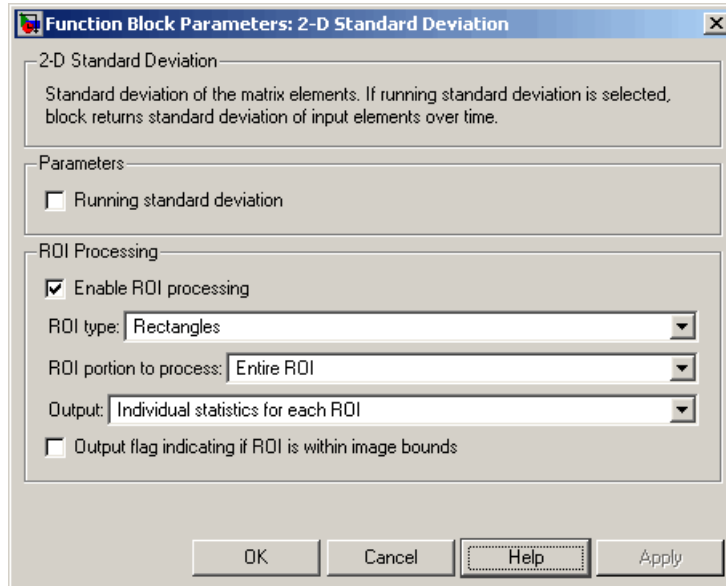 Function Block Parameters: 2-D Standard Deviation
2-D Standard Deviation
Standard deviation of the matrix elements. If running standard deviation is selected,
block returns standard deviation of input elements over time.
Parameters
Running standard deviation
ROI Processing
Enable ROI processing
ROI type: Rectangles
ROI portion to process: Entire ROI
Output: Individual statistics for each ROI
Output flag indicating if ROI is within image bounds
OK Cancel Help Apply